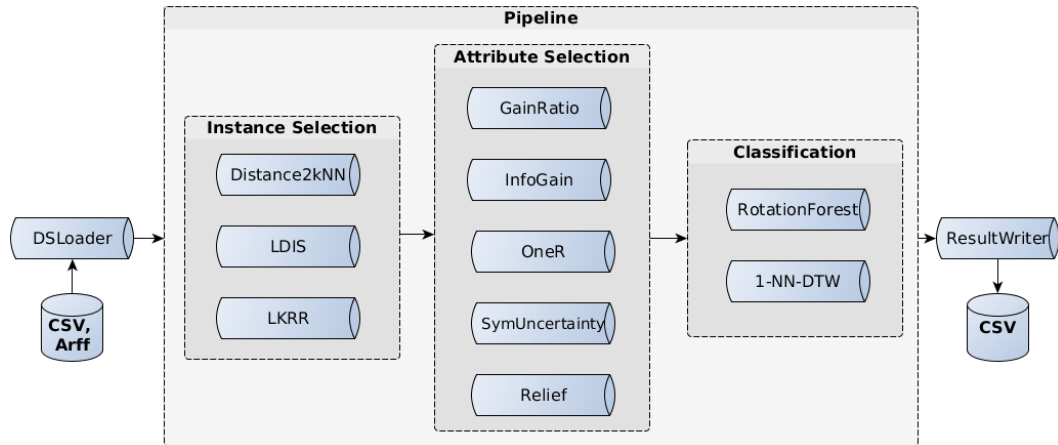 Pipeline
DSLoader
CSV,
Arff
Instance Selection
Distance2kNN
LDIS
LKRR
Attribute Selection
GainRatio
InfoGain
OneR
SymUncertainty
Relief
Classification
RotationForest
1-NN-DTW
ResultWriter
CSV